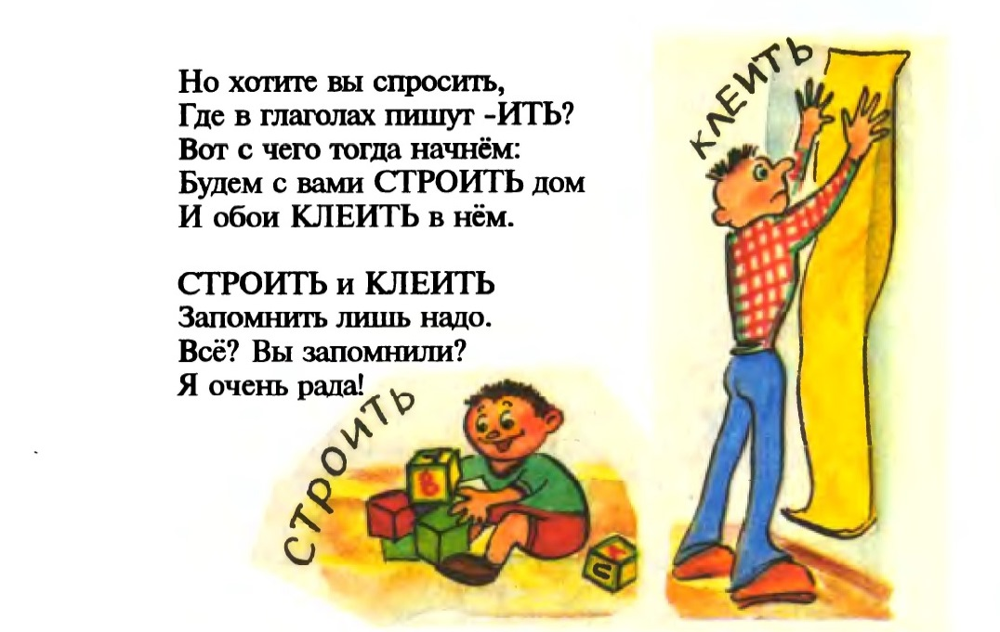 Но хотите вы спросить,
Где в глаголах пишут -ИТЬ?
Вот с чего тогда начнём:
Будем с вами СТРОИТЬ дом
И обои КЛЕИТЬ в нём.
СТРОИТЬ и КЛЕИТЬ
Запомнить лишь надо.
Всё? Вы запомнили?
Я очень рада!
СТРОИТЬ
КЛЕИТЬ
В